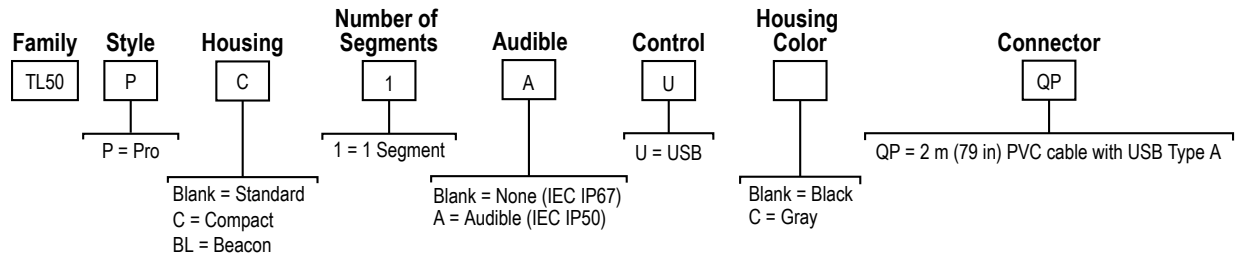 Family Style Housing Number of Segments Audible Control Housing Color Connector
TL50 P C 1 A U QP
P = Pro
Blank = Standard
C = Compact
BL = Beacon
1 = 1 Segment
Blank = None (IEC IP67)
A = Audible (IEC IP50)
U = USB
Blank = Black
C = Gray
QP = 2 m (79 in) PVC cable with USB Type A